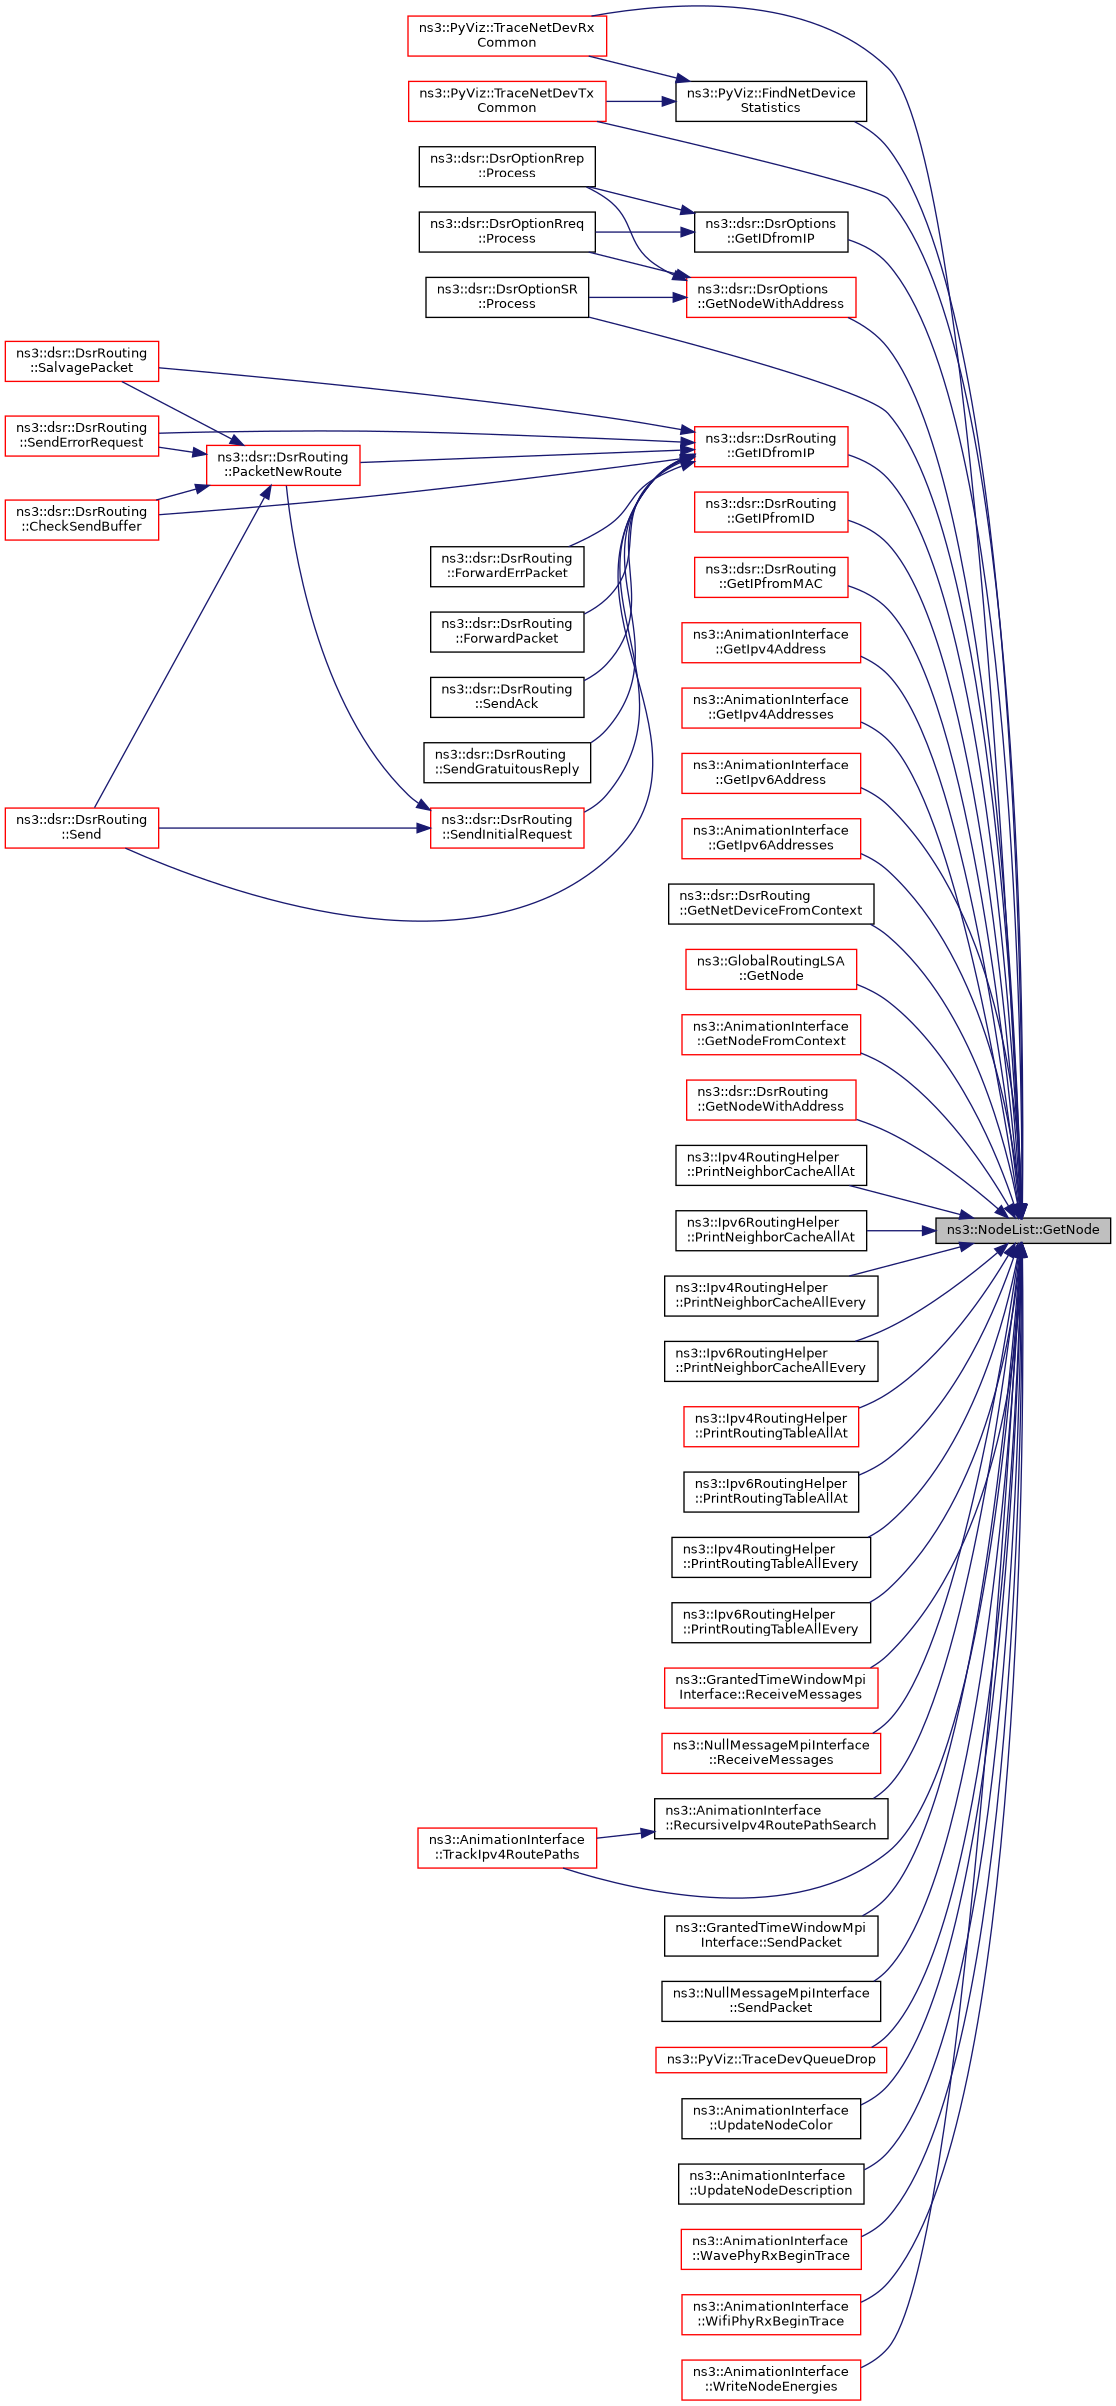 ns3::PyViz::TraceNetDevRx
Common
ns3::PyViz::TraceNetDevTx
Common
ns3::PyViz::FindNetDevice
Statistics
ns3::dsr::DsrOptionRrep
::Process
ns3::dsr::DsrOptionRreq
::Process
ns3::dsr::DsrOptions
::GetIDfromIP
ns3::dsr::DsrOptionSR
::Process
ns3::dsr::DsrOptions
::GetNodeWithAddress
ns3::dsr::DsrRouting
::SalvagePacket
ns3::dsr::DsrRouting
::SendErrorRequest
ns3::dsr::DsrRouting
::PacketNewRoute
ns3::dsr::DsrRouting
::CheckSendBuffer
ns3::dsr::DsrRouting
::GetIDfromIP
ns3::dsr::DsrRouting
::GetIPfromID
ns3::dsr::DsrRouting
::ForwardErrPacket
ns3::dsr::DsrRouting
::GetIPfromMAC
ns3::dsr::DsrRouting
::ForwardPacket
ns3::AnimationInterface
::GetIpv4Address
ns3::dsr::DsrRouting
::SendAck
ns3::AnimationInterface
::GetIpv4Addresses
ns3::dsr::DsrRouting
::SendGratuitousReply
ns3::AnimationInterface
::GetIpv6Address
ns3::dsr::DsrRouting
::Send
ns3::dsr::DsrRouting
::SendInitialRequest
ns3::AnimationInterface
::GetIpv6Addresses
ns3::dsr::DsrRouting
::GetNetDeviceFromContext
ns3::GlobalRoutingLSA
::GetNode
ns3::AnimationInterface
::GetNodeFromContext
ns3::dsr::DsrRouting
::GetNodeWithAddress
ns3::Ipv4RoutingHelper
::PrintNeighborCacheAllAt
ns3::Ipv6RoutingHelper
::PrintNeighborCacheAllAt
ns3::NodeList::GetNode
ns3::Ipv4RoutingHelper
::PrintNeighborCacheAllEvery
ns3::Ipv6RoutingHelper
::PrintNeighborCacheAllEvery
ns3::Ipv4RoutingHelper
::PrintRoutingTableAllAt
ns3::Ipv6RoutingHelper
::PrintRoutingTableAllAt
ns3::Ipv4RoutingHelper
::PrintRoutingTableAllEvery
ns3::Ipv6RoutingHelper
::PrintRoutingTableAllEvery
ns3::GrantedTimeWindowMpi
Interface::ReceiveMessages
ns3::NullMessageMpiInterface
::ReceiveMessages
ns3::AnimationInterface
::RecursiveIpv4RoutePathSearch
ns3::AnimationInterface
::TrackIpv4RoutePaths
ns3::GrantedTimeWindowMpi
Interface::SendPacket
ns3::NullMessageMpiInterface
::SendPacket
ns3::PyViz::TraceDevQueueDrop
ns3::AnimationInterface
::UpdateNodeColor
ns3::AnimationInterface
::UpdateNodeDescription
ns3::AnimationInterface
::WavePhyRxBeginTrace
ns3::AnimationInterface
::WifiPhyRxBeginTrace
ns3::AnimationInterface
::WriteNodeEnergies